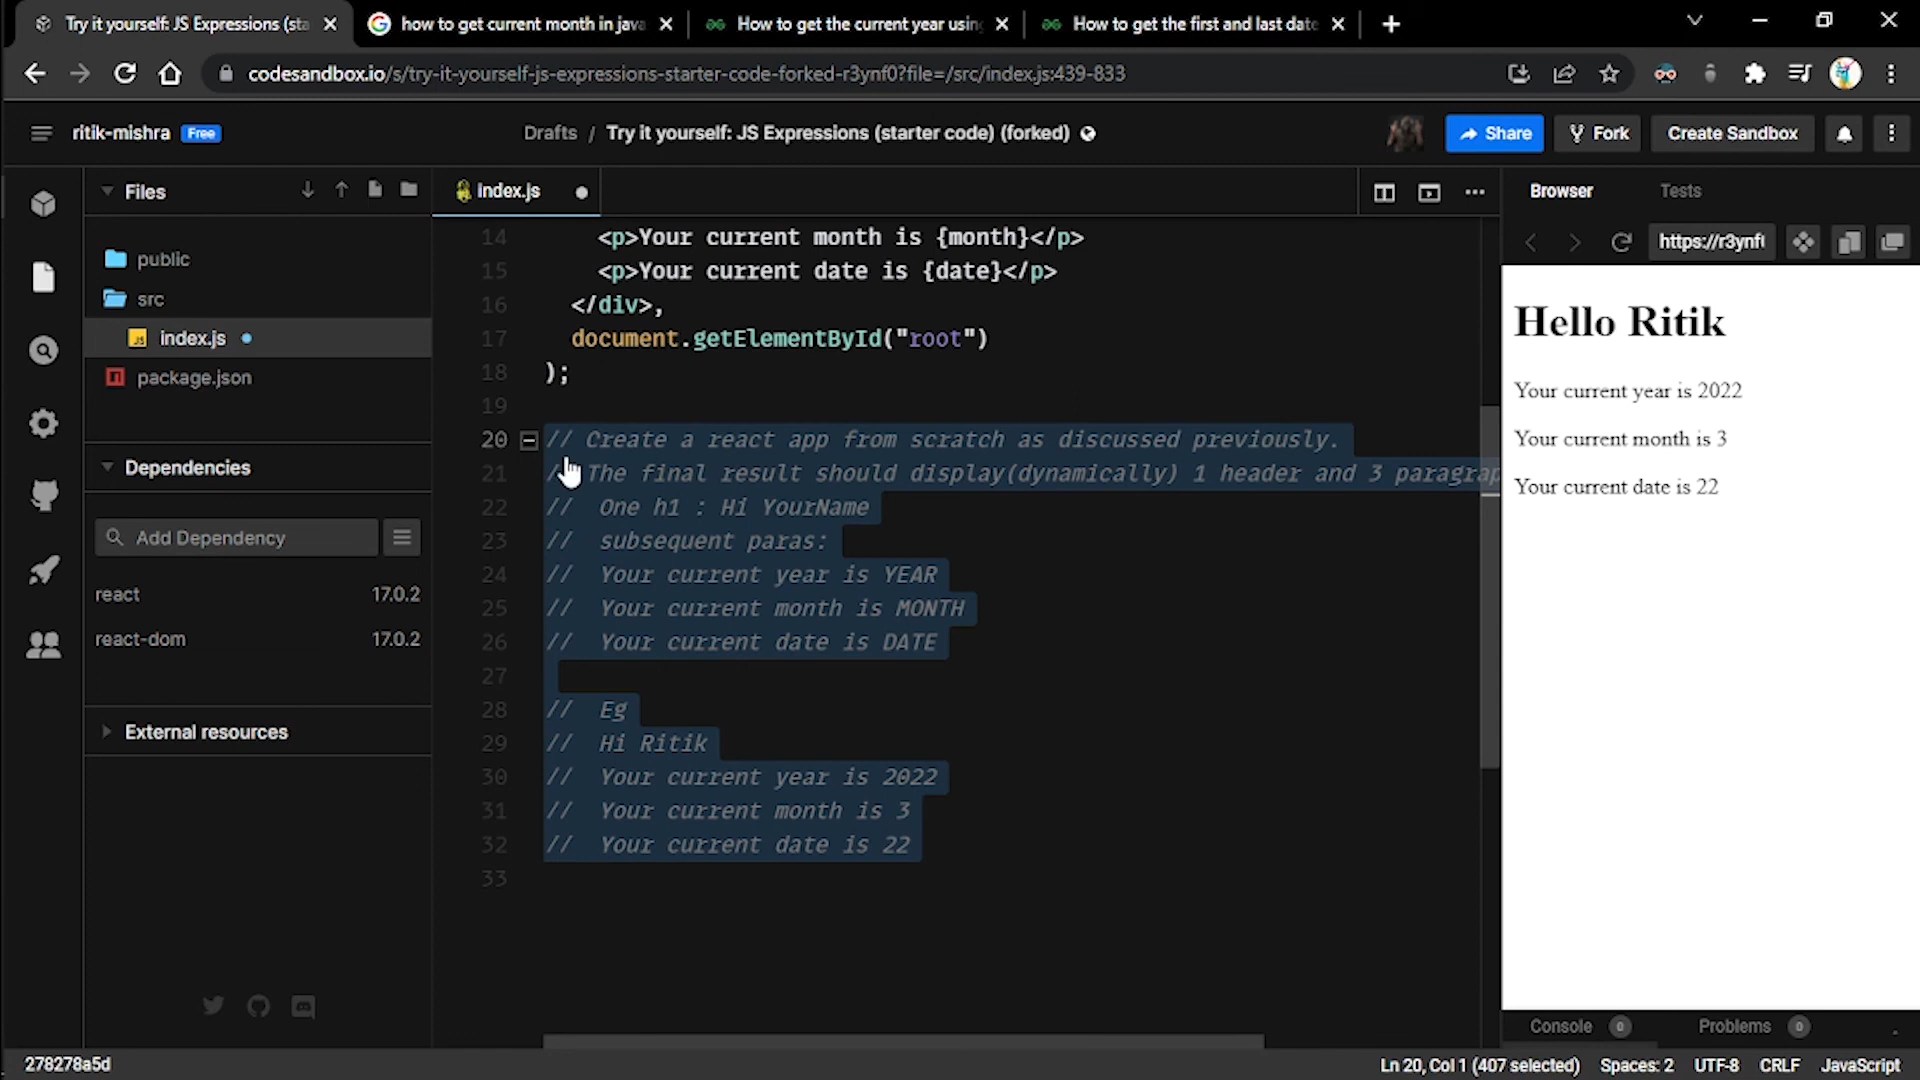 Try it yourself: JS Expressions (sta
how to get current month in java
How to get the current year using
How to get the first and last date
codesandbox.io/s/try-it-yourself-js-expressions-starter-code-forked-r3ynf0?file=/src/index.js:439-833
ritik-mishra Free
Drafts / Try it yourself: JS Expressions (starter code) (forked)
Share
Fork
Create Sandbox
Files
index.js
Browser
Tests
https://r3ynf
public
src
index.js
package.json
Dependencies
Add Dependency
react 17.0.2
react-dom 17.0.2
External resources
14 <p>Your current month is {month}</p>
15 <p>Your current date is {date}</p>
16 </div>,
17 document.getElementById("root")
18 );
19
20 // Create a react app from scratch as discussed previously.
21 // The final result should display(dynamically) 1 header and 3 paragrap
22 // One h1 : Hi YourName
23 // subsequent paras:
24 // Your current year is YEAR
25 // Your current month is MONTH
26 // Your current date is DATE
27
28 // Eg
29 // Hi Ritik
30 // Your current year is 2022
31 // Your current month is 3
32 // Your current date is 22
33
Hello Ritik
Your current year is 2022
Your current month is 3
Your current date is 22
Console 0
Problems 0
278278a5d
Ln 20, Col 1 (407 selected) Spaces: 2 UTF-8 CRLF JavaScript